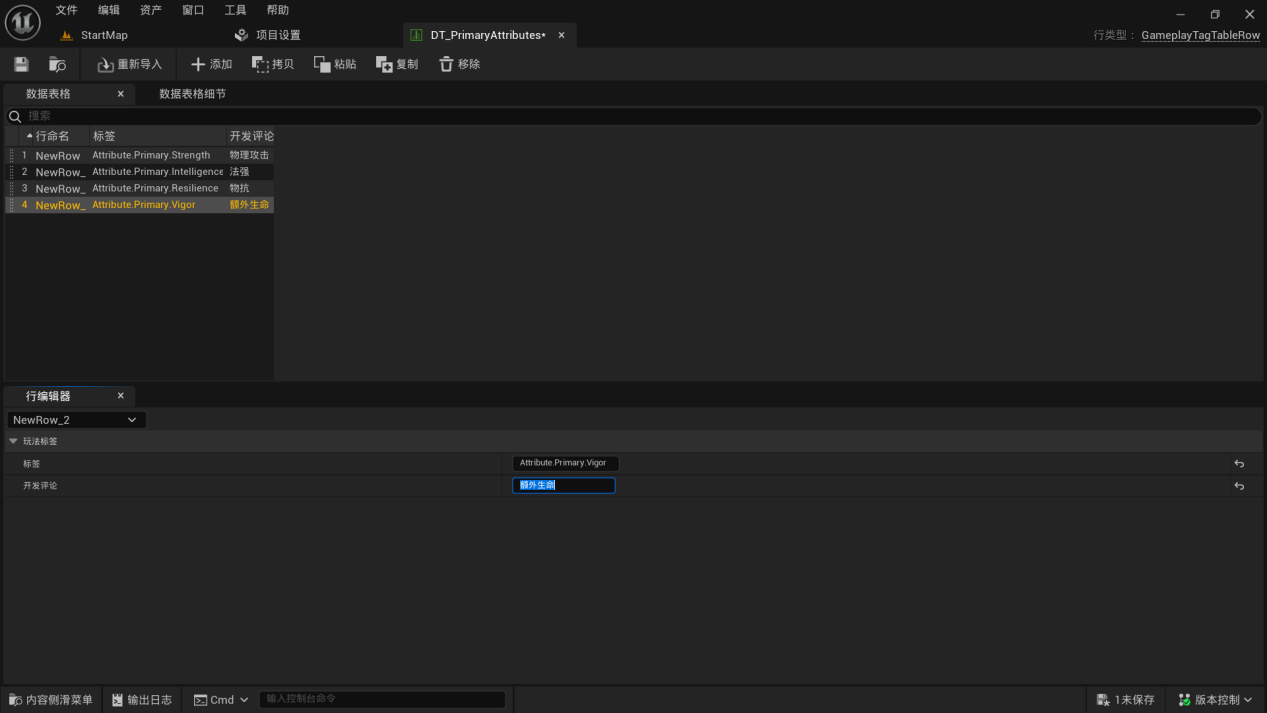 文件 编辑 资产 窗口 工具 帮助
StartMap 项目设置 DT_PrimaryAttributes* 行类型： GameplayTagTableRow
重新导入 添加 拷贝 粘贴 复制 移除
数据表格 数据表格细节
搜索
行命名 标签 开发评论
1 NewRow Attribute.Primary.Strength 物理攻击
2 NewRow_ Attribute.Primary.Intelligence 法强
3 NewRow_ Attribute.Primary.Resilience 物抗
4 NewRow_ Attribute.Primary.Vigor 额外生命
行编辑器
NewRow_2
玩法标签
标签 Attribute.Primary.Vigor
开发评论 额外生命
内容侧滑菜单 输出日志 Cmd 输入控制台命令 1未保存 版本控制